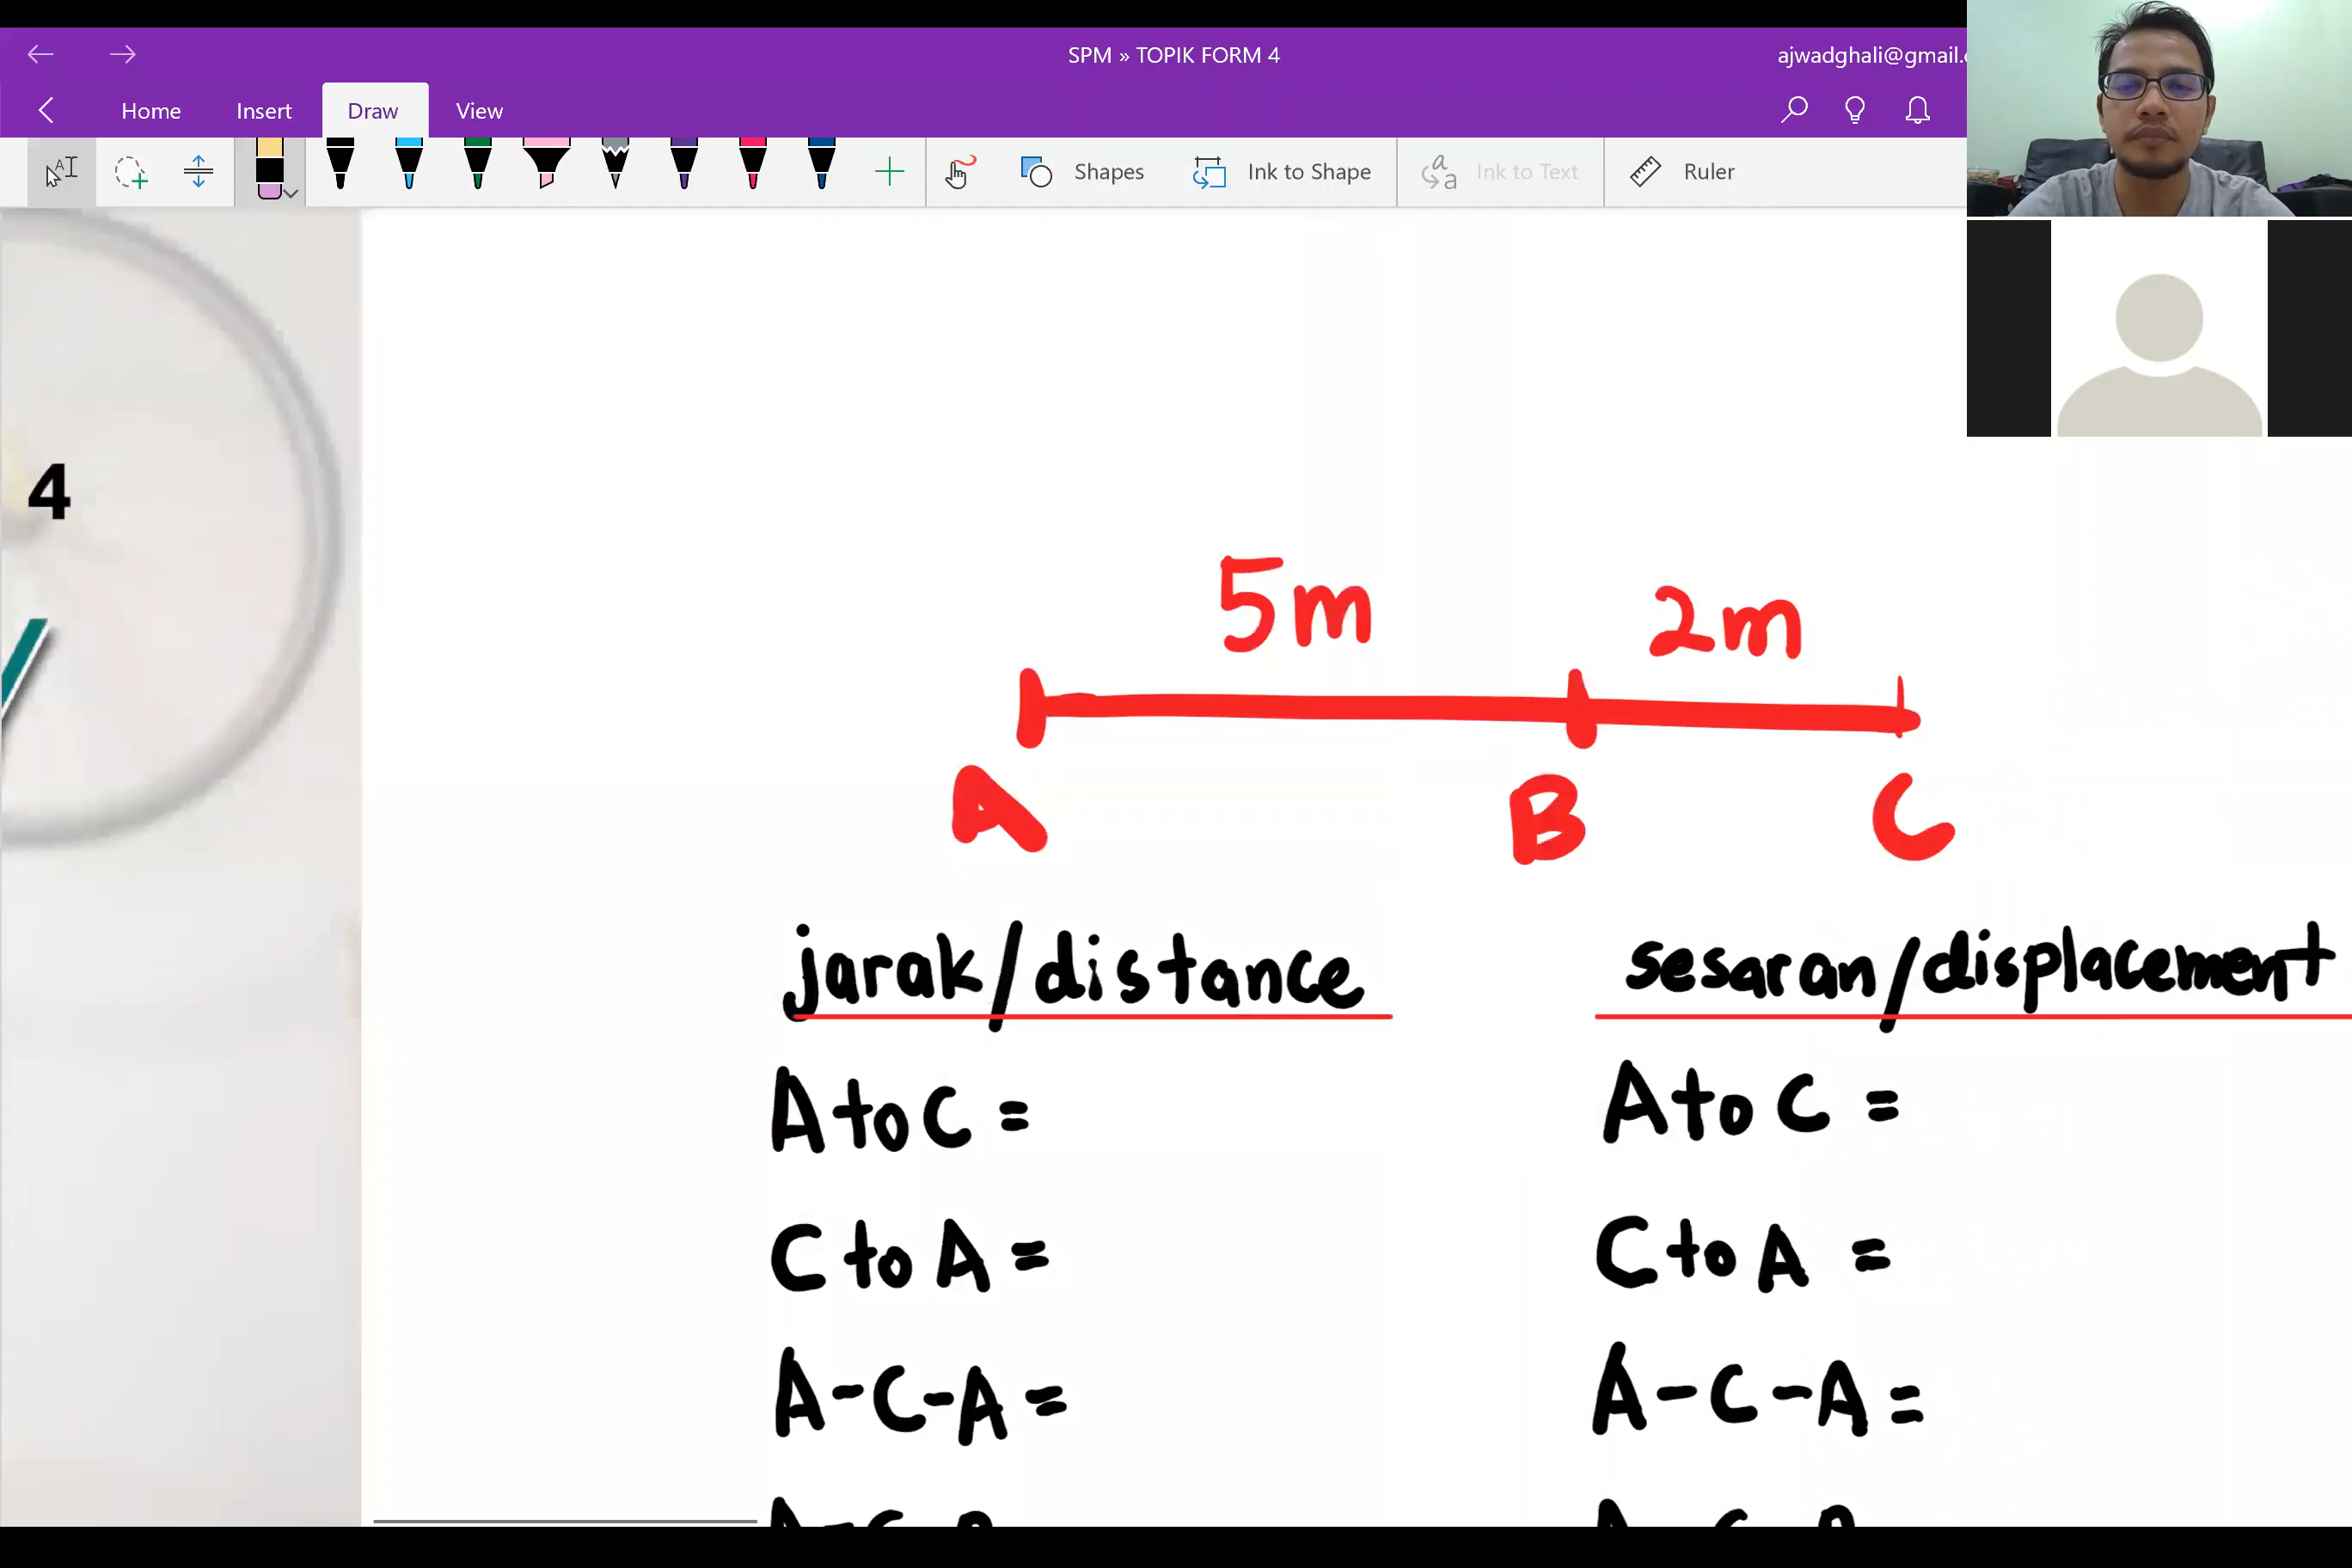 SPM » TOPIK FORM 4
ajwadghali@gmail.
Home Insert Draw View
Shapes Ink to Shape Ink to Text Ruler
4
5m 2m
A B C
jarak/distance sesaran/displacement
A to C = A to C =
C to A = C to A =
A-C-A = A-C-A =